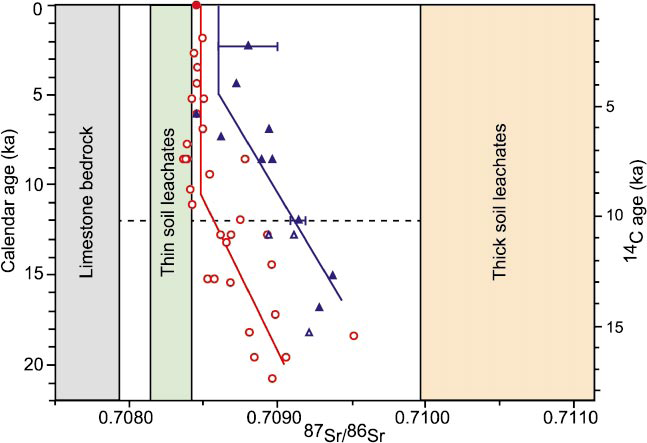 0
5
10
15
20
Calendar age (ka)
Limestone bedrock
Thin soil leachates
Thick soil leachates
5
10
15
14C age (ka)
0.7080
0.7090
0.7100
0.7110
87Sr/86Sr